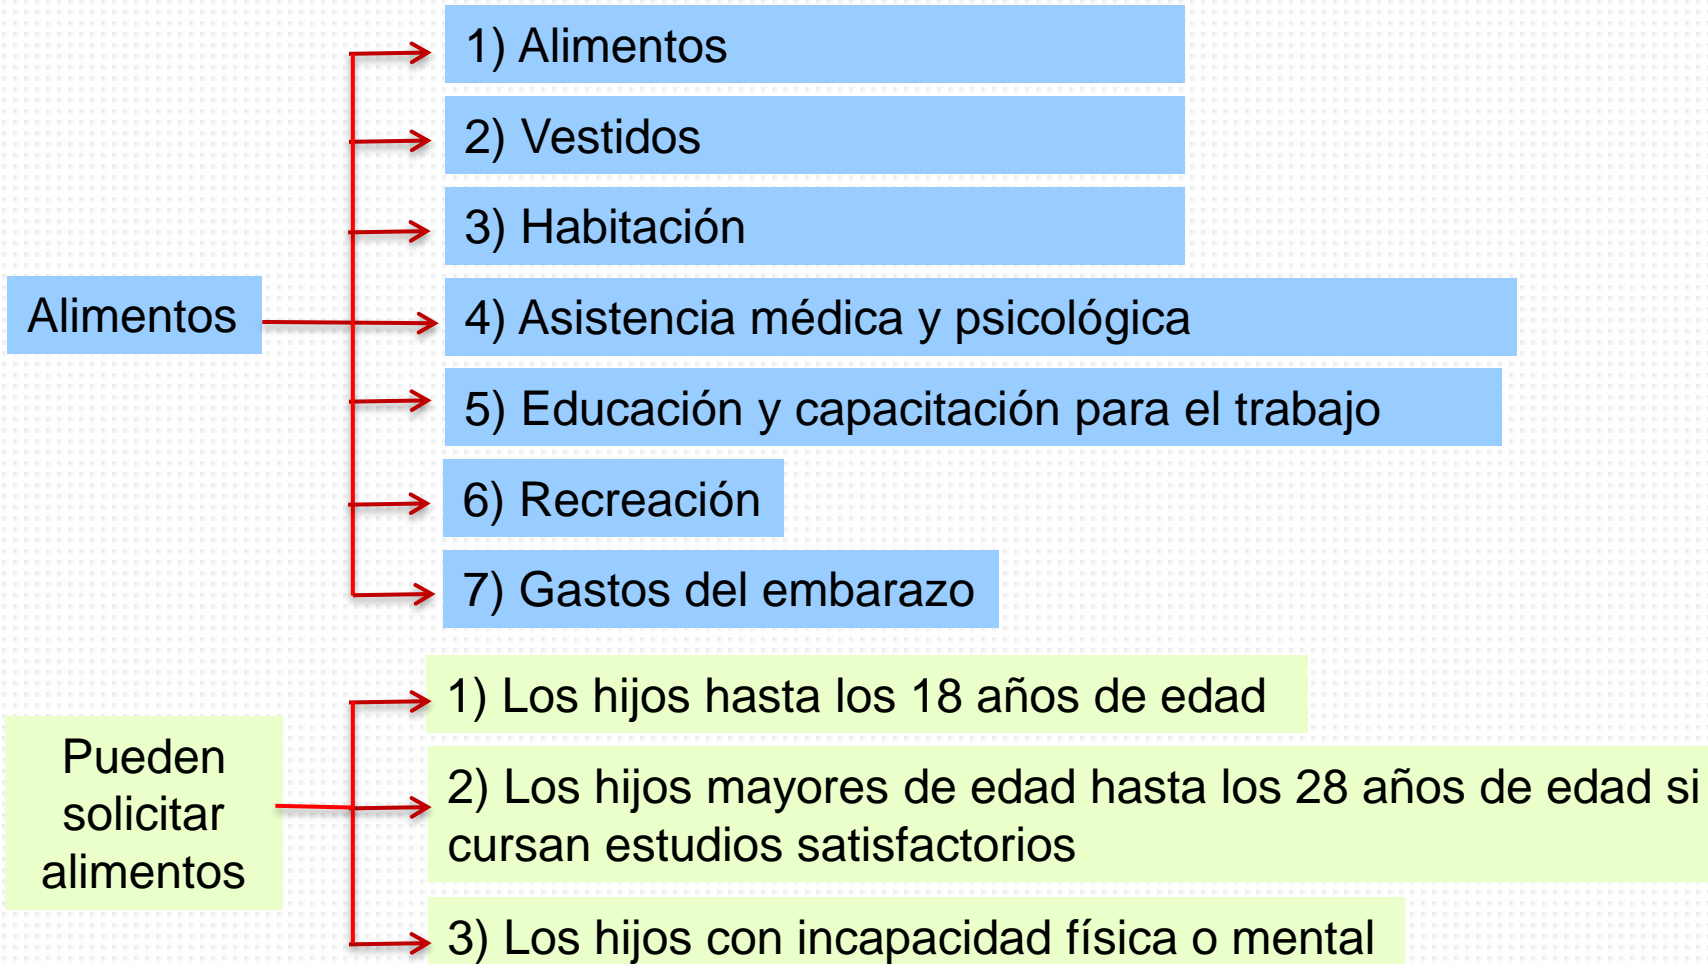 Alimentos
1) Alimentos
2) Vestidos
3) Habitación
4) Asistencia médica y psicológica
5) Educación y capacitación para el trabajo
6) Recreación
7) Gastos del embarazo
Pueden
solicitar
alimentos
1) Los hijos hasta los 18 años de edad
2) Los hijos mayores de edad hasta los 28 años de edad si
cursan estudios satisfactorios
3) Los hijos con incapacidad física o mental